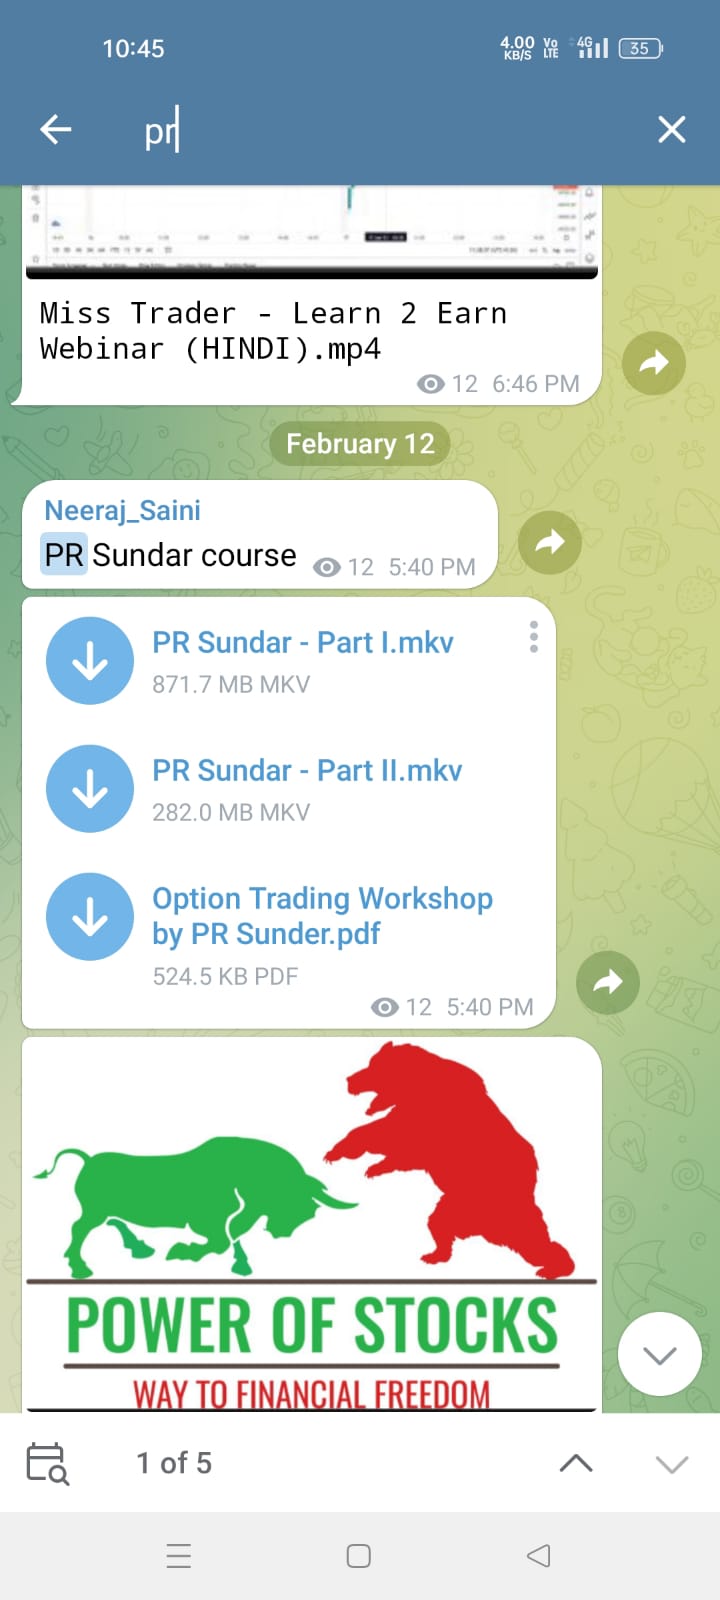 10:45
4.00 KB/S Vo LTE 4G 35
pr
Miss Trader - Learn 2 Earn
Webinar (HINDI).mp4
12 6:46 PM
February 12
Neeraj_Saini
PR Sundar course 12 5:40 PM
PR Sundar - Part I.mkv
871.7 MB MKV
PR Sundar - Part II.mkv
282.0 MB MKV
Option Trading Workshop
by PR Sunder.pdf
524.5 KB PDF
12 5:40 PM
POWER OF STOCKS
WAY TO FINANCIAL FREEDOM
1 of 5